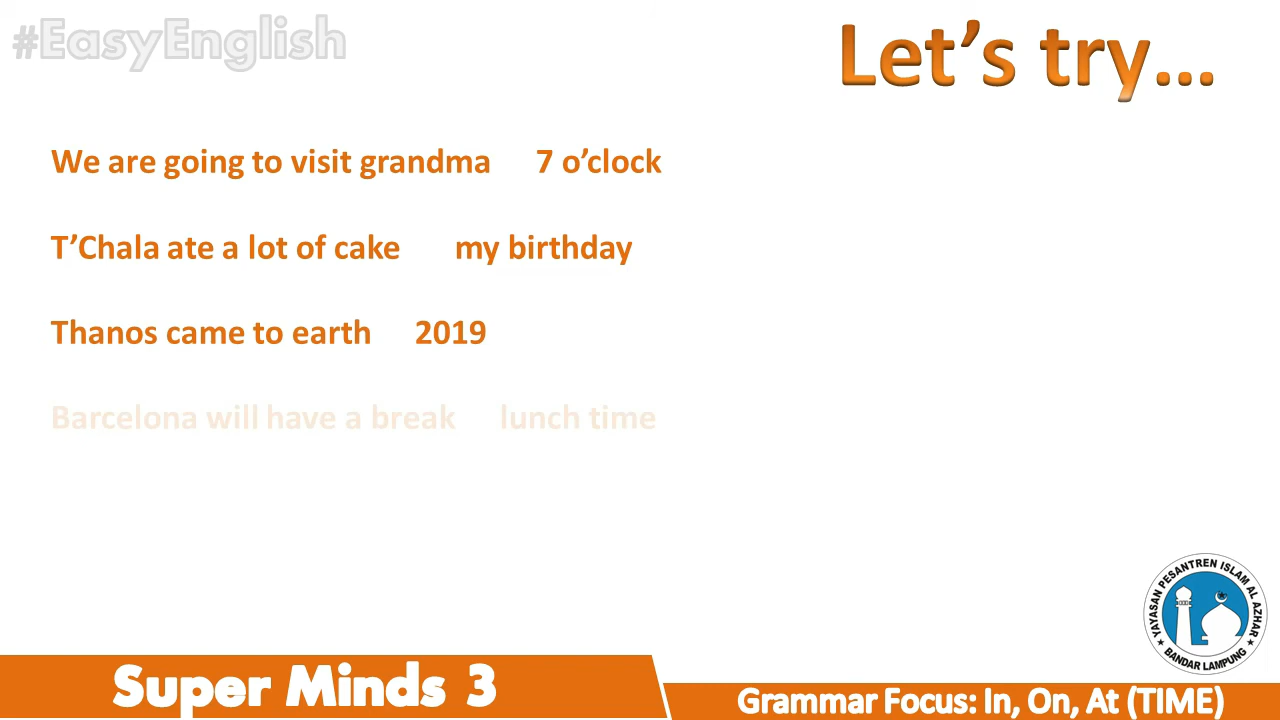 #EasyEnglish
Let’s try...
We are going to visit grandma 7 o’clock
T’Chala ate a lot of cake my birthday
Thanos came to earth 2019
Barcelona will have a break lunch time
YAYASAN PESANTREN ISLAM AL AZHAR
BANDAR LAMPUNG
Super Minds 3
Grammar Focus: In, On, At (TIME)